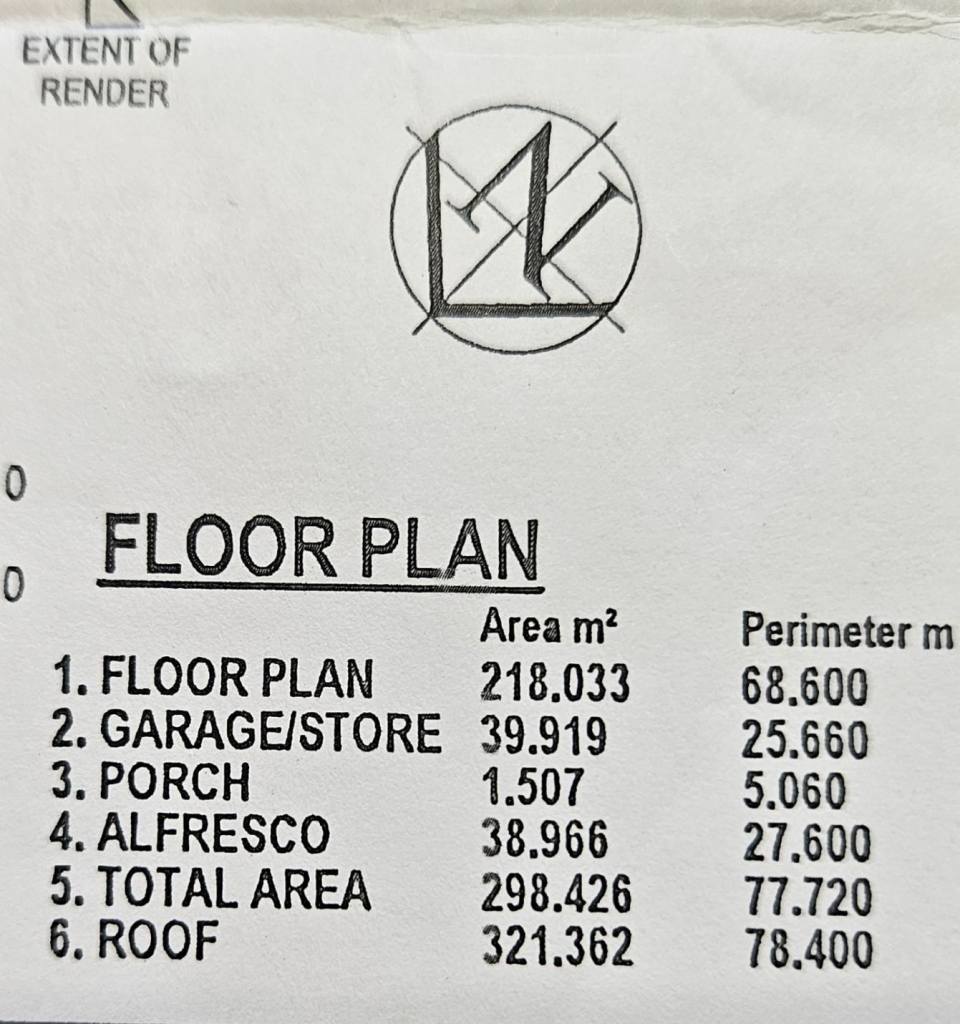 EXTENT OF
RENDER
0
0
FLOOR PLAN
Area m² Perimeter m
1. FLOOR PLAN 218.033 68.600
2. GARAGE/STORE 39.919 25.660
3. PORCH 1.507 5.060
4. ALFRESCO 38.966 27.600
5. TOTAL AREA 298.426 77.720
6. ROOF 321.362 78.400